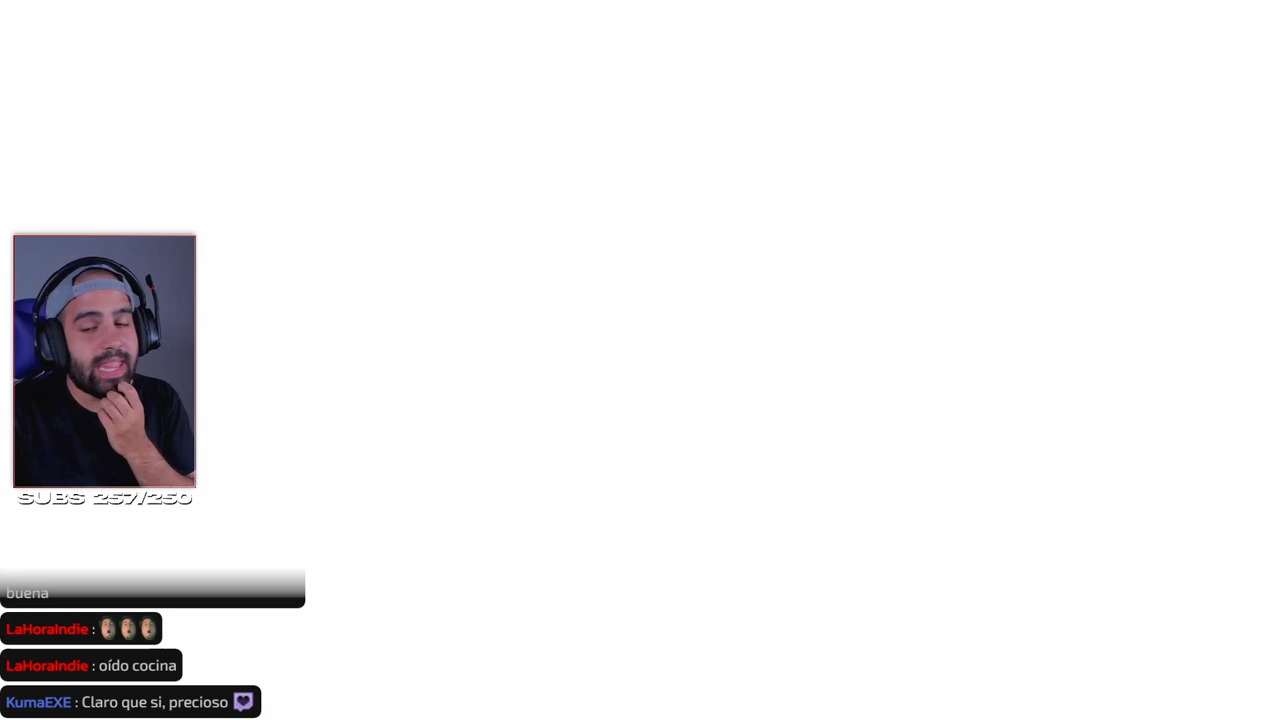 SUBS 257/250
buena
LaHoraIndie :
LaHoraIndie : oído cocina
KumaEXE : Claro que si, precioso